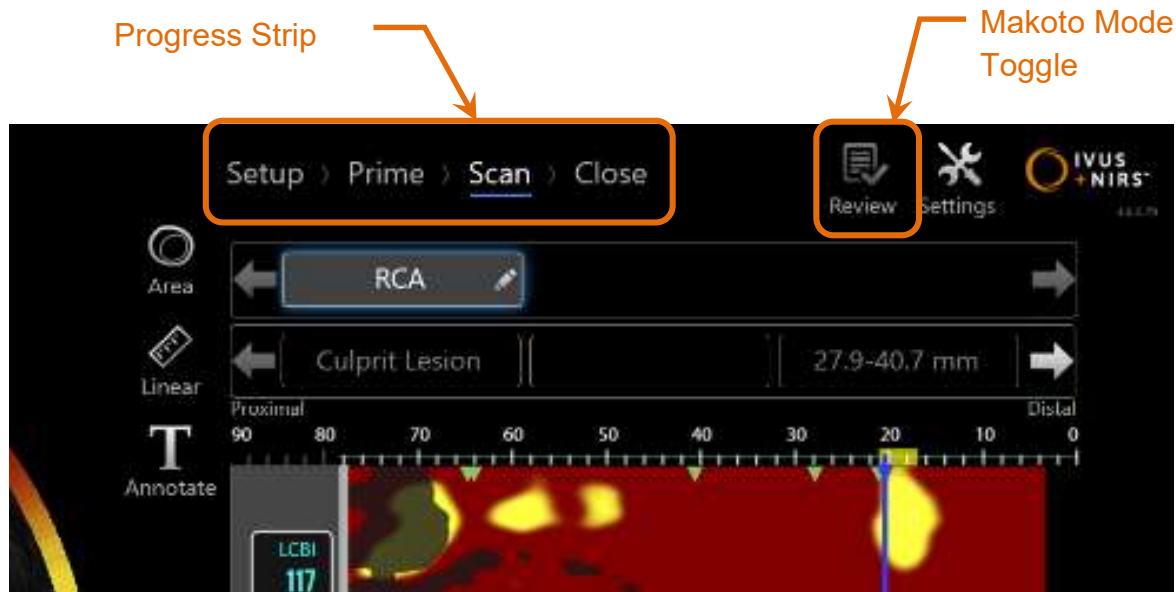 Progress Strip
Makoto Mode
Toggle
Setup › Prime › Scan › Close
Review
Settings
IVUS
+NIRS
Area
RCA
Linear
Culprit Lesion
27.9-40.7 mm
Proximal
Distal
90 80 70 60 50 40 30 20 10 0
Annotate
LCBI
117